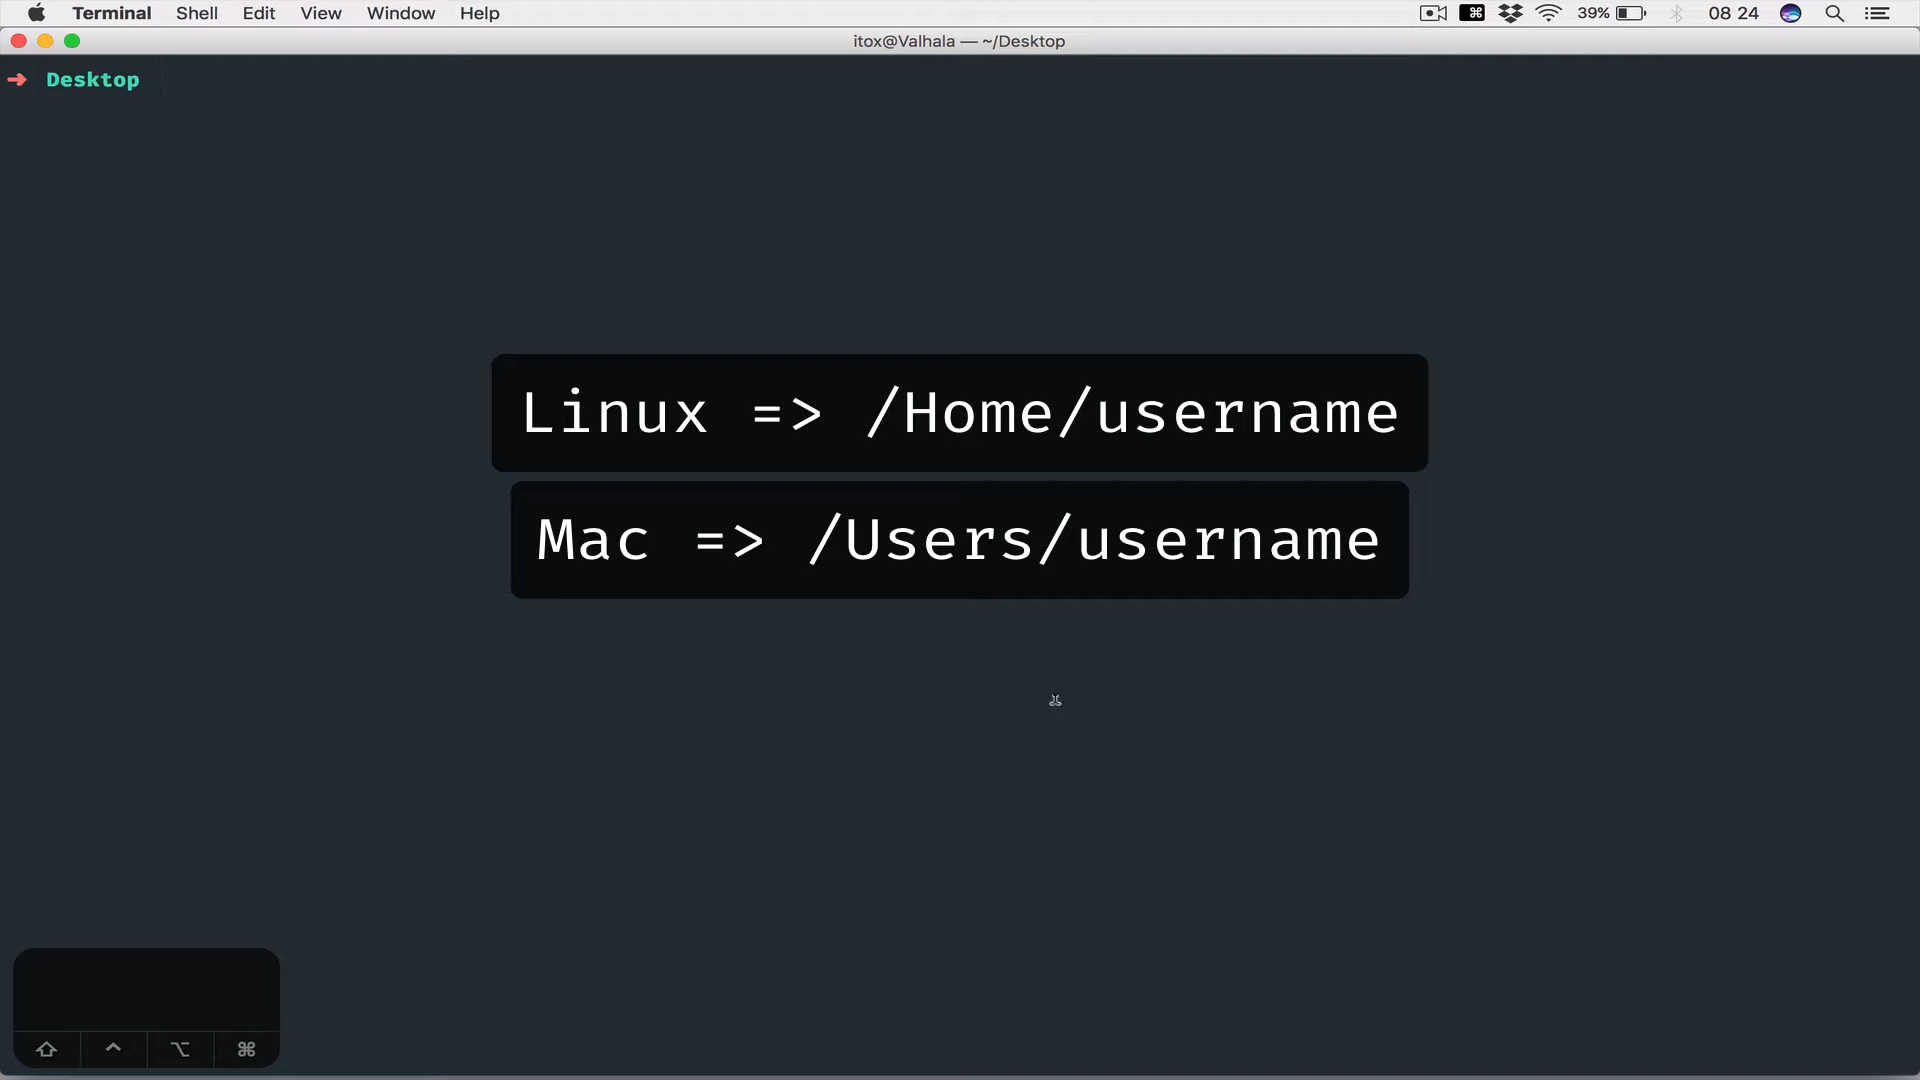 Terminal Shell Edit View Window Help 39% 08 24
itox@Valhala — ~/Desktop
➜ Desktop
Linux => /Home/username
Mac => /Users/username